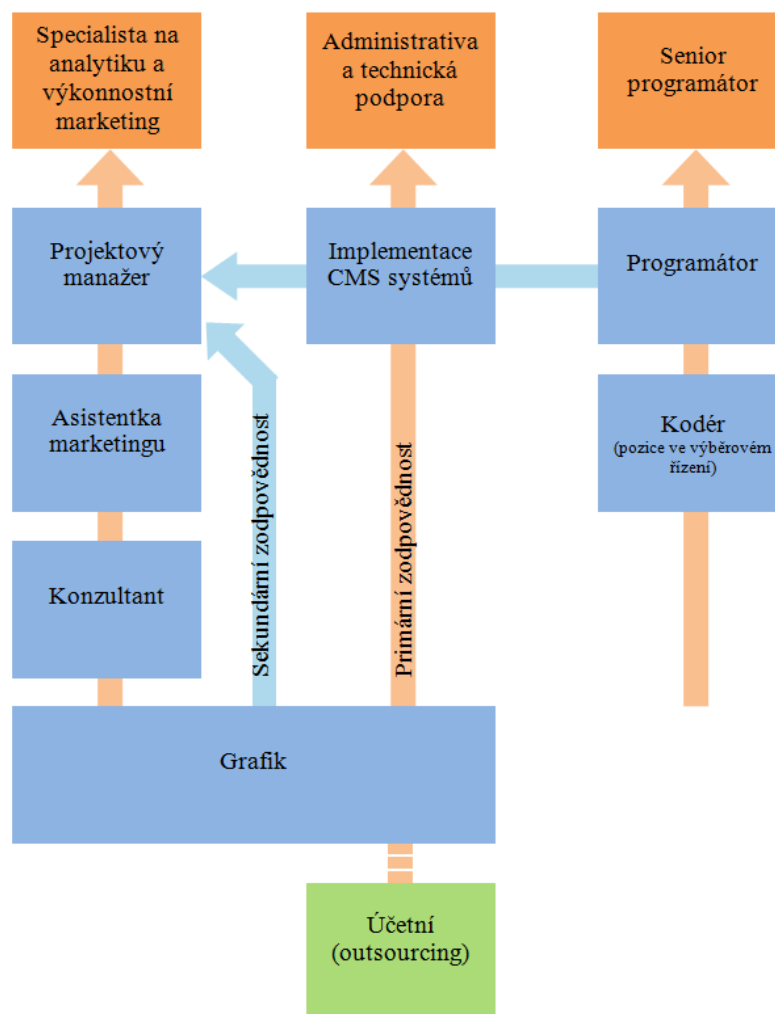 Specialista na
analytiku a
výkonnostní
marketing
Administrativa
a technická
podpora
Senior
programátor
Projektový
manažer
Implementace
CMS systémů
Programátor
Asistentka
marketingu
Sekundární zodpovědnost
Primární zodpovědnost
Kodér
(pozice ve výběrovém
řízení)
Konzultant
Grafik
Účetní
(outsourcing)